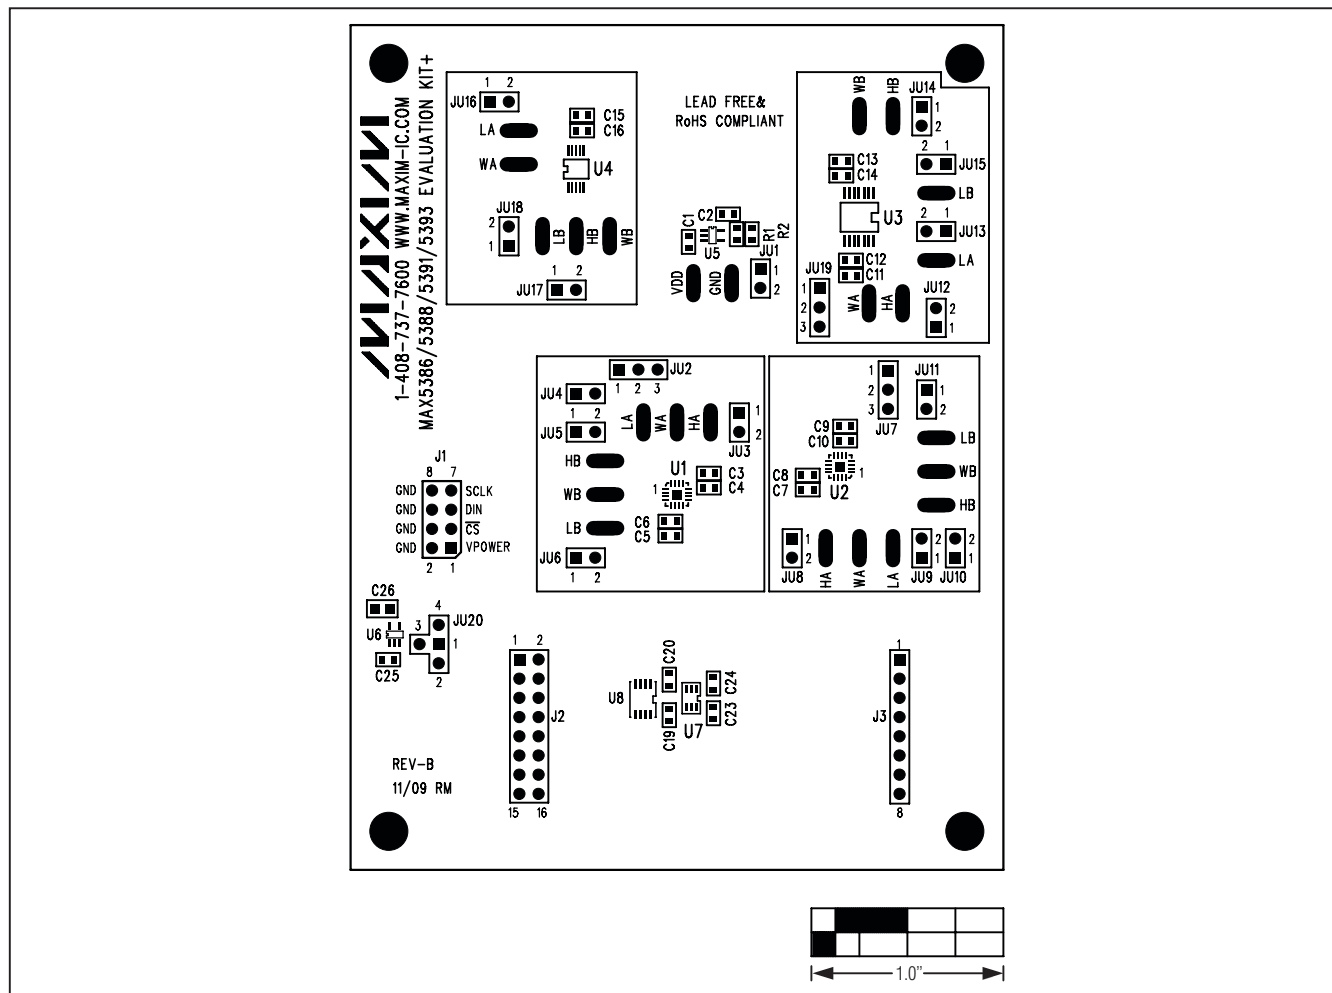 MAXIM
1-408-737-7600 WWW.MAXIM-IC.COM
MAX5386/5388/5391/5393 EVALUATION KIT+
LEAD FREE&
RoHS COMPLIANT
1 2
JU16
LA
WA
C15
C16
U4
JU18
2
1
LB
HB
WB
1 2
JU17
C1
C2
U5
R1
R2
VDD
GND
JU1
1
2
WB
HB
JU14
1
2
C13
C14
2 1
JU15
LB
U3
2 1
JU13
LA
C12
C11
JU19
1
2
3
WA
HA
JU12
2
1
JU2
1 2 3
JU4
1 2
JU5
LA
WA
HA
1
2
JU3
HB
WB
LB
U1
1
C3
C4
C6
C5
JU6
1 2
1
2
3
JU7
JU11
1
2
C9
C10
C8
C7
1
U2
LB
WB
HB
1
2
JU8
HA
WA
LA
2
1
JU9
2
1
JU10
J1
8 7
GND SCLK
GND DIN
GND C̅S̅
GND VPOWER
2 1
C26
U6
C25
4
JU20
3
1
2
1 2
J2
15 16
U8
C20
C19
U7
C24
C23
1
J3
8
REV-B
11/09 RM
1.0"